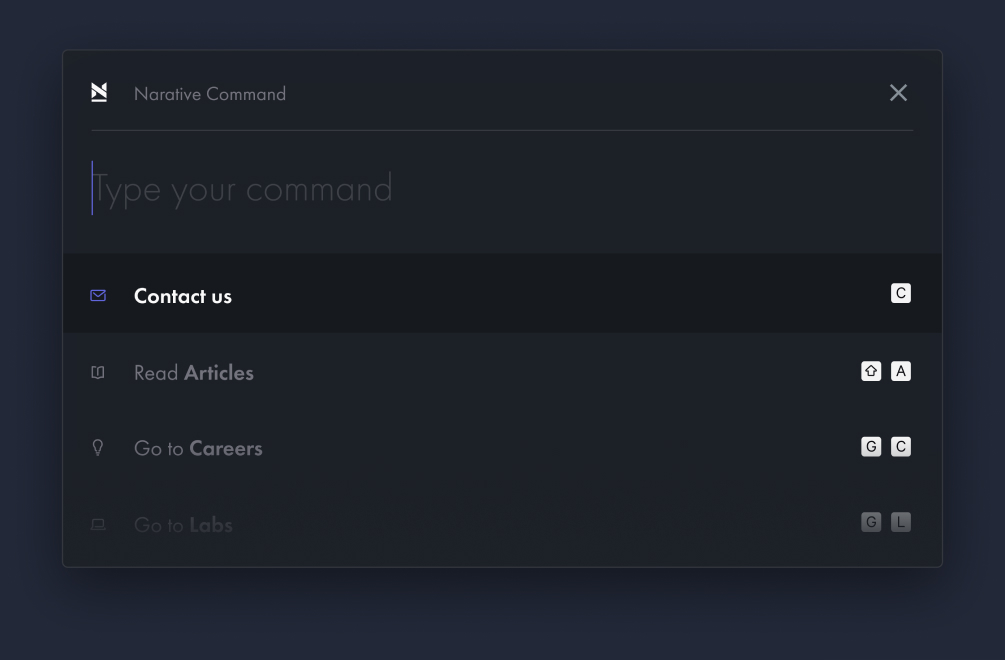 N Narative Command
Type your command
Contact us C
Read Articles ⇧ A
Go to Careers G C
Go to Labs G L